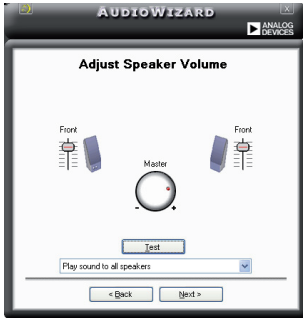 AUDIOWIZARD
X
ANALOG
DEVICES
Adjust Speaker Volume
Front
Front
Master
- +
Test
Play sound to all speakers
< Back
Next >